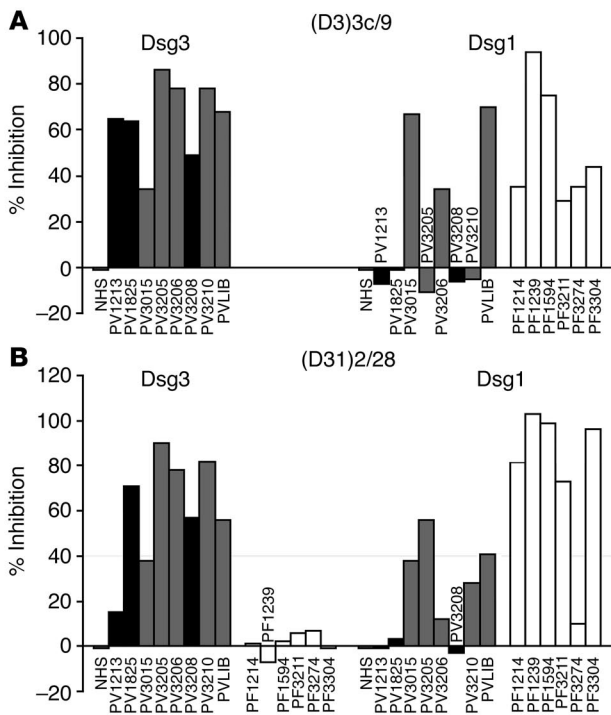 A
(D3)3c/9
Dsg3
Dsg1
% Inhibition
100
80
60
40
20
0
−20
NHS
PV1213
PV1825
PV3015
PV3205
PV3206
PV3208
PV3210
PVLIB
NHS
PV1213
PV1825
PV3015
PV3205
PV3206
PV3208
PV3210
PVLIB
PF1214
PF1239
PF1594
PF3211
PF3274
PF3304
B
(D31)2/28
Dsg3
Dsg1
% Inhibition
120
100
80
60
40
20
0
−20
NHS
PV1213
PV1825
PV3015
PV3205
PV3206
PV3208
PV3210
PVLIB
PF1214
PF1239
PF1594
PF3211
PF3274
PF3304
NHS
PV1213
PV1825
PV3015
PV3205
PV3206
PV3208
PV3210
PVLIB
PF1214
PF1239
PF1594
PF3211
PF3274
PF3304